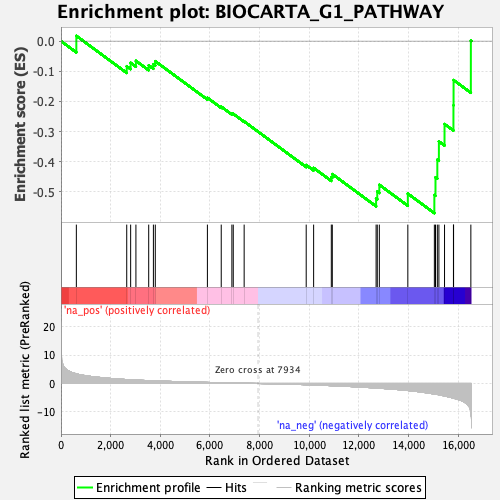 Enrichment plot: BIOCARTA_G1_PATHWAY
Enrichment score (ES)
0.0
-0.1
-0.2
-0.3
-0.4
-0.5
'na_pos' (positively correlated)
Ranked list metric (PreRanked)
20
10
0
-10
Zero cross at 7934
'na_neg' (negatively correlated)
0
2,000
4,000
6,000
8,000
10,000
12,000
14,000
16,000
Rank in Ordered Dataset
Enrichment profile
Hits
Ranking metric scores